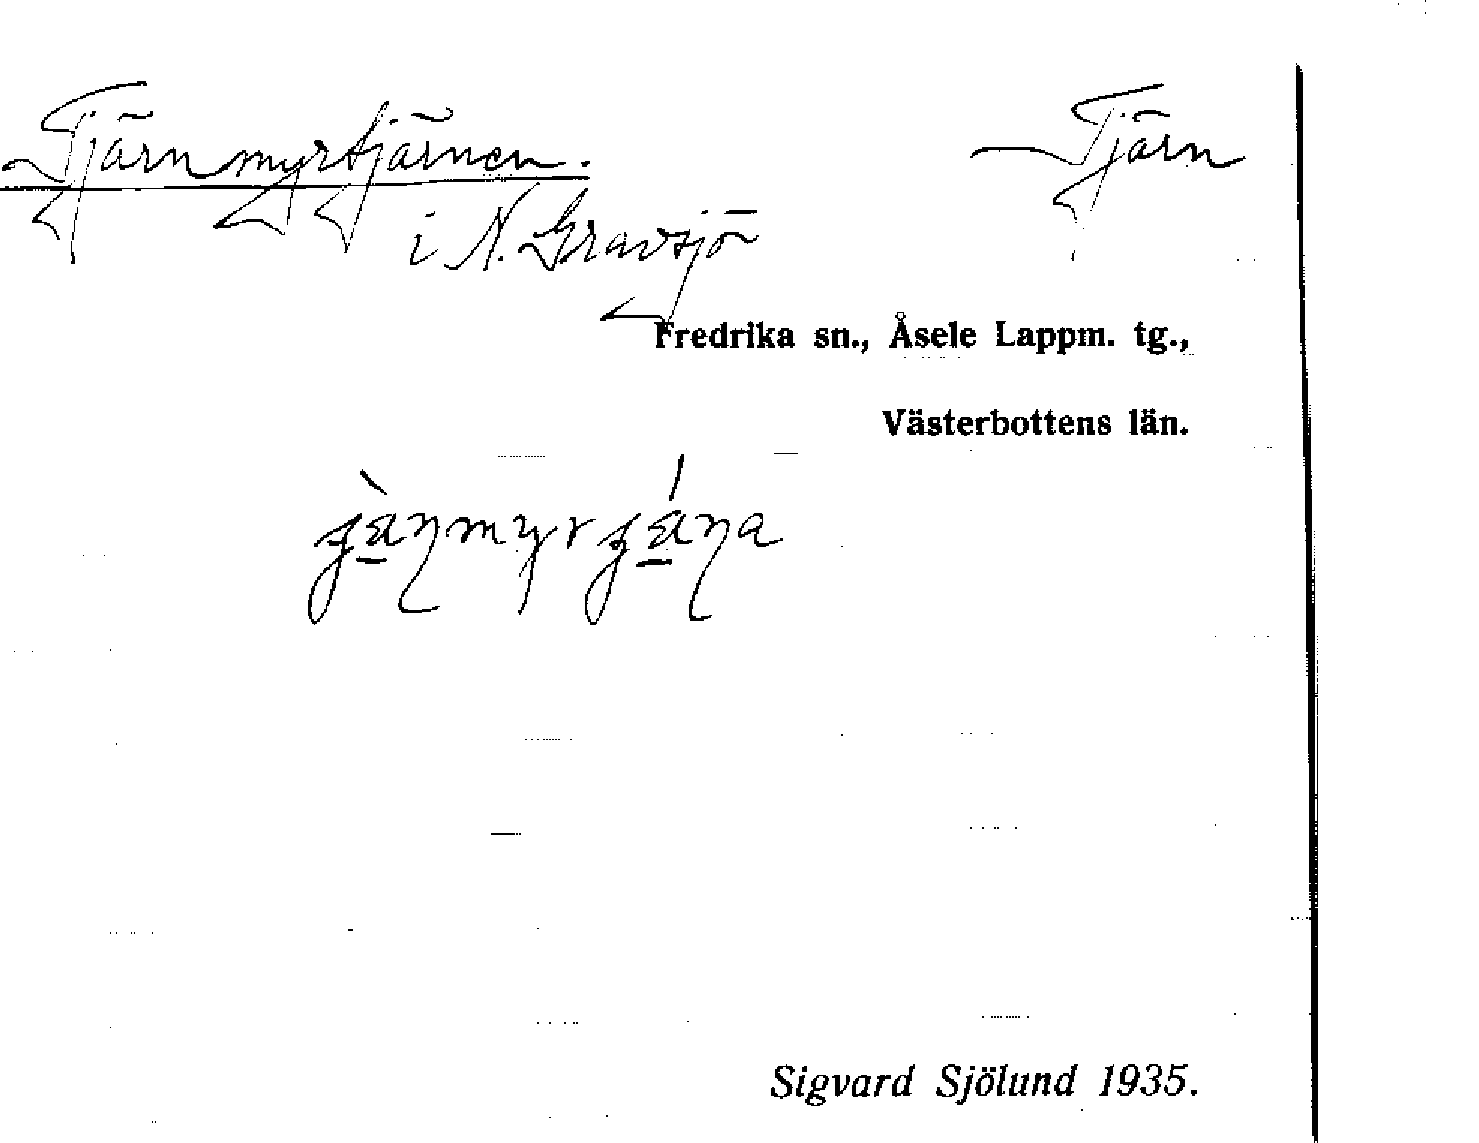 Tjärnmyrtjärnen. Tjärn
i N. Gravsjö
Fredrika sn., Åsele Lappm. tg.,
Västerbottens län.
Sigvard Sjölund 1935.